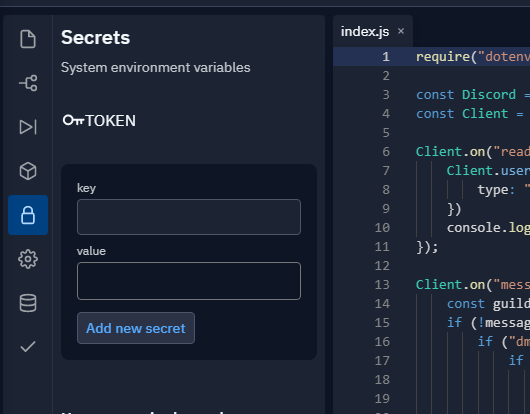 Secrets
System environment variables
TOKEN
key
value
Add new secret
index.js ×
1 require("dotenv
2
3 const Discord =
4 const Client =
5
6 Client.on("read
7 Client.user
8 type: "
9 })
10 console.log
11 });
12
13 Client.on("mess
14 const guild
15 if (!messag
16 if ("dm
17 if
18
19